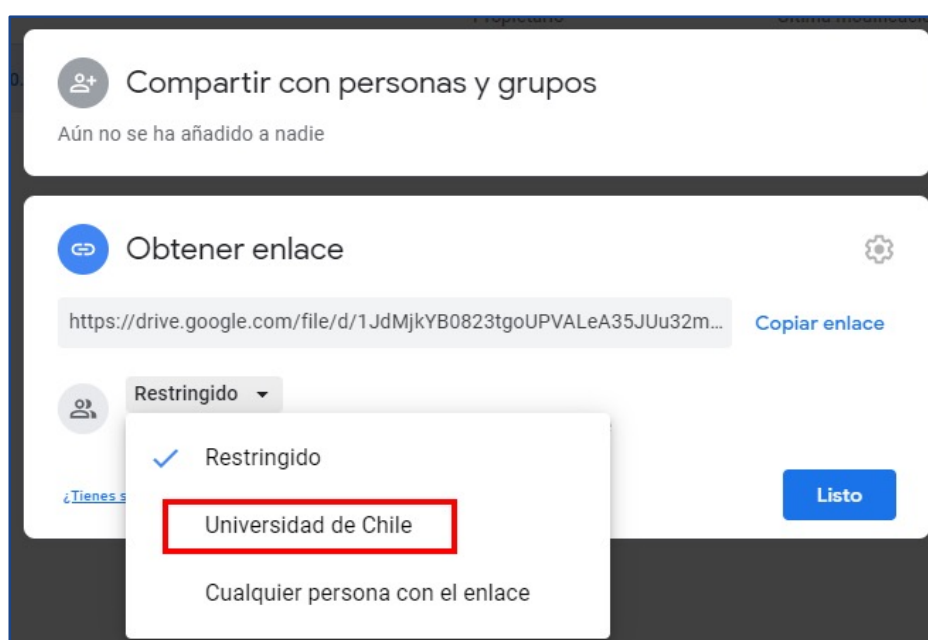 Compartir con personas y grupos
Aún no se ha añadido a nadie
Obtener enlace
https://drive.google.com/file/d/1JdMjkYB0823tgoUPVALeA35JUu32m...
Copiar enlace
Restringido
Restringido
¿Tienes s
Listo
Universidad de Chile
Cualquier persona con el enlace